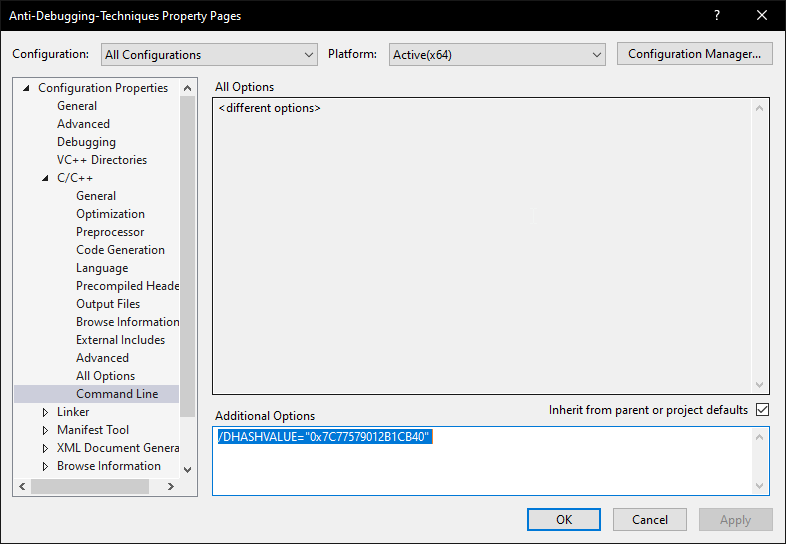 Anti-Debugging-Techniques Property Pages
?
Configuration: All Configurations Platform: Active(x64) Configuration Manager...
Configuration Properties
General
Advanced
Debugging
VC++ Directories
C/C++
General
Optimization
Preprocessor
Code Generation
Language
Precompiled Heade
Output Files
Browse Information
External Includes
Advanced
All Options
Command Line
Linker
Manifest Tool
XML Document Genera
Browse Information
All Options
<different options>
Additional Options Inherit from parent or project defaults
/DHASHVALUE="0x7C77579012B1CB40"
OK Cancel Apply